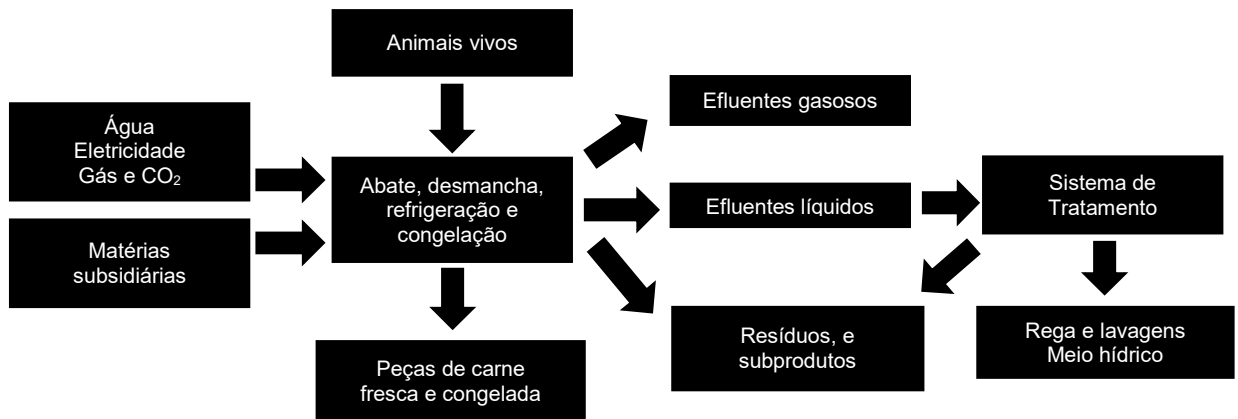 Animais vivos
Efluentes gasosos
Água
Eletricidade
Gás e CO₂
Abate, desmancha,
refrigeração e
congelação
Efluentes líquidos
Sistema de
Tratamento
Matérias
subsidiárias
Resíduos, e
subprodutos
Rega e lavagens
Meio hídrico
Peças de carne
fresca e congelada